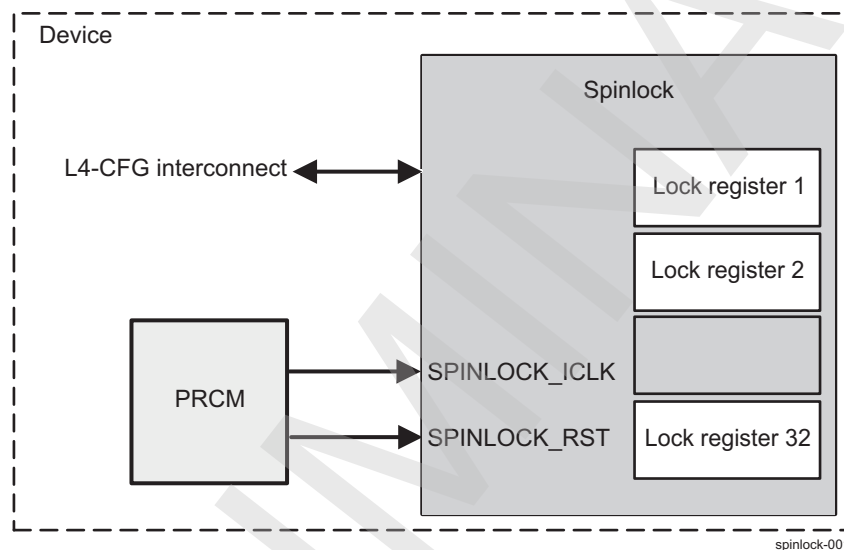 Device
Spinlock
L4-CFG interconnect
Lock register 1
Lock register 2
SPINLOCK_ICLK
PRCM
SPINLOCK_RST
Lock register 32
spinlock-00